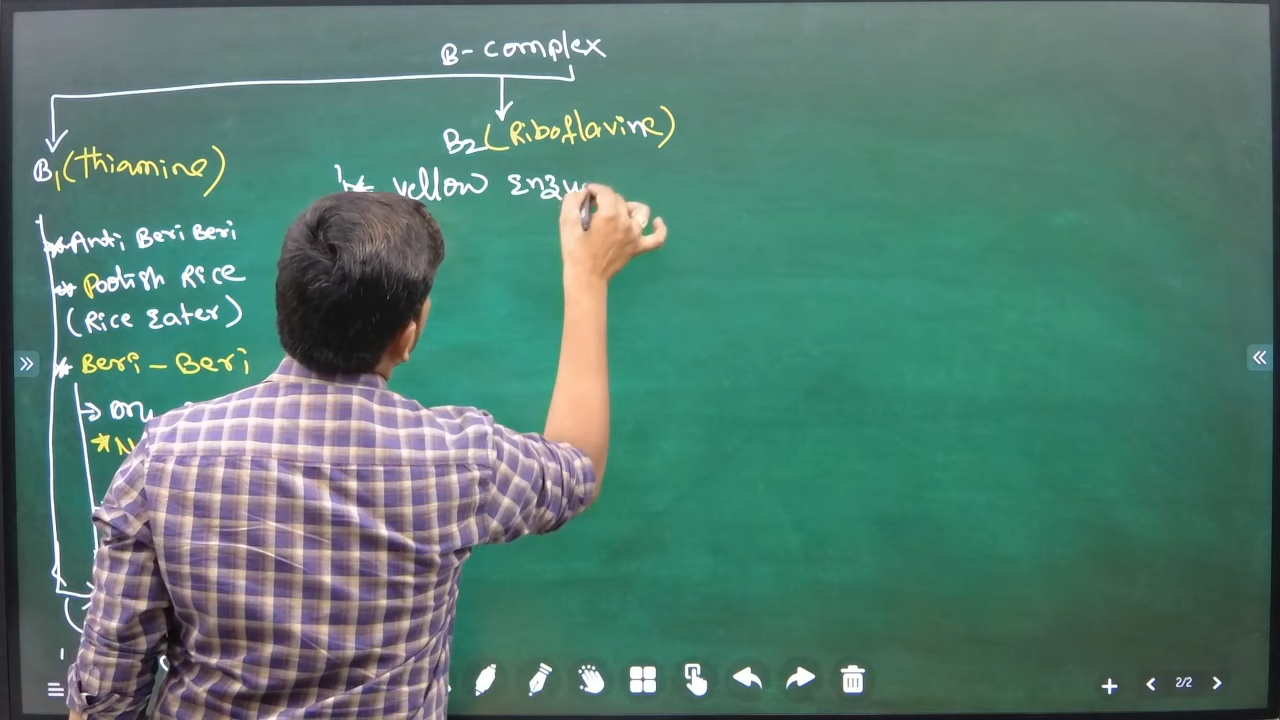 B-complex
B2(Riboflavine)
B1(thiamine)
* yellow Enzy
* Anti Beri Beri
* Polish Rice
(Rice Eater)
* Beri - Beri
2/2